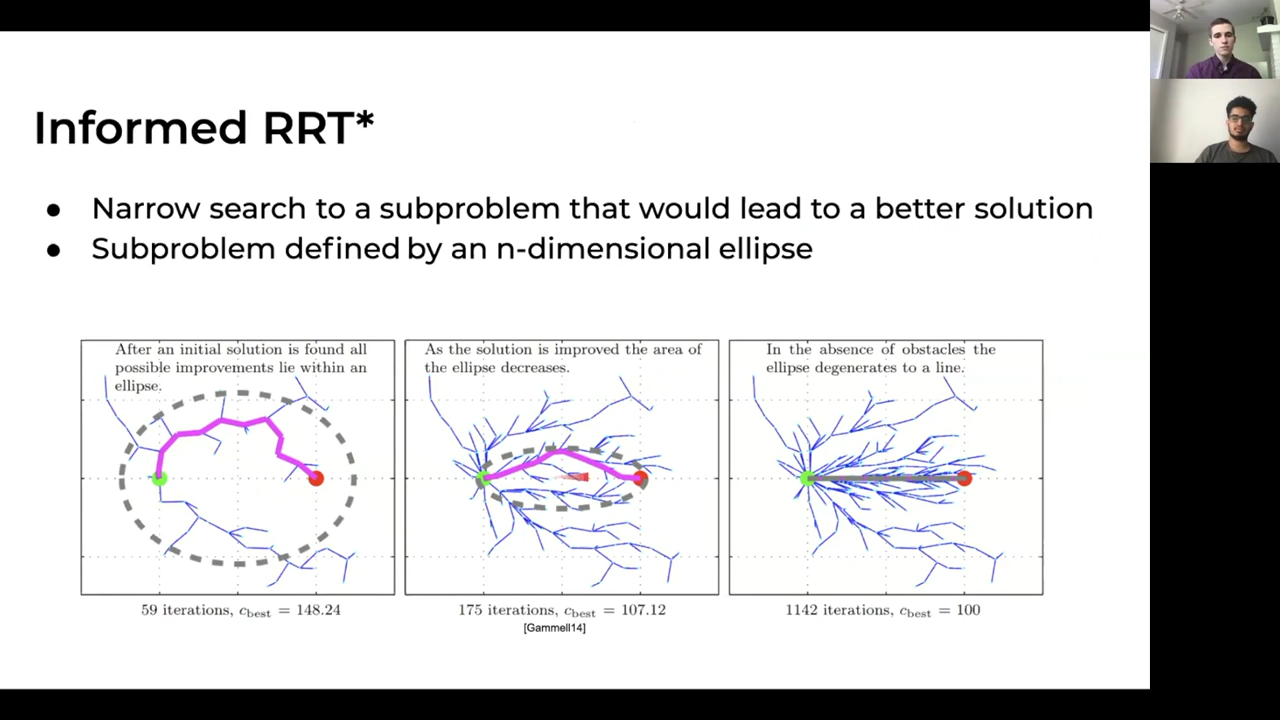 Informed RRT*
● Narrow search to a subproblem that would lead to a better solution
● Subproblem defined by an n-dimensional ellipse
After an initial solution is found all
possible improvements lie within an
ellipse.
59 iterations, c_best = 148.24
As the solution is improved the area of
the ellipse decreases.
175 iterations, c_best = 107.12
In the absence of obstacles the
ellipse degenerates to a line.
1142 iterations, c_best = 100
[Gammell14]